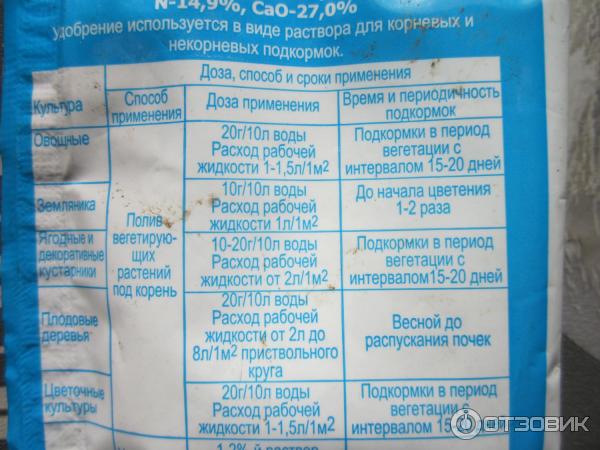 N-14,9%, CaO-27,0%
Удобрение используется в виде раствора для корневых и
некорневых подкормок.
Доза, способ и сроки применения
Культура
Способ
применения
Доза применения
Время и периодичность
подкормок
Овощные
20г/10л воды
Расход рабочей
жидкости 1-1,5л/1м2
Подкормки в период
вегетации с
интервалом 15-20 дней
Земляника
10г/10л воды
Расход рабочей
жидкости 1л/1м2
До начала цветения
1-2 раза
Полив
вегетирую-
щих
растений
под корень
Ягодные и
декоративные
кустарники
10-20г/10л воды
Расход рабочей
жидкости от 2л/1м2
Подкормки в период
вегетации с
интервалом15-20 дней
Плодовые
деревья
20г/10л воды
Расход рабочей
жидкости от 2л до
8л/1м2 приствольного
круга
Весной до
распускания почек
Цветочные
культуры
20г/10л воды
Расход рабочей
жидкости 1-1,5л/1м2
Подкормки в период
вегетации с
интервалом
раствор
ОТЗОВИК